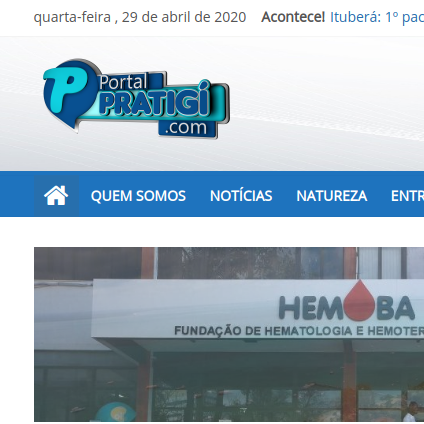 quarta-feira , 29 de abril de 2020 Acontece! Ituberá: 1º pac
Portal
PRATIGI
.com
QUEM SOMOS NOTÍCIAS NATUREZA ENTR
HEMOBA
FUNDAÇÃO DE HEMATOLOGIA E HEMOTER